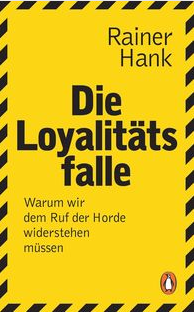 Rainer
Hank
Die
Loyalitäts
falle
Warum wir
dem Ruf der Horde
widerstehen
müssen